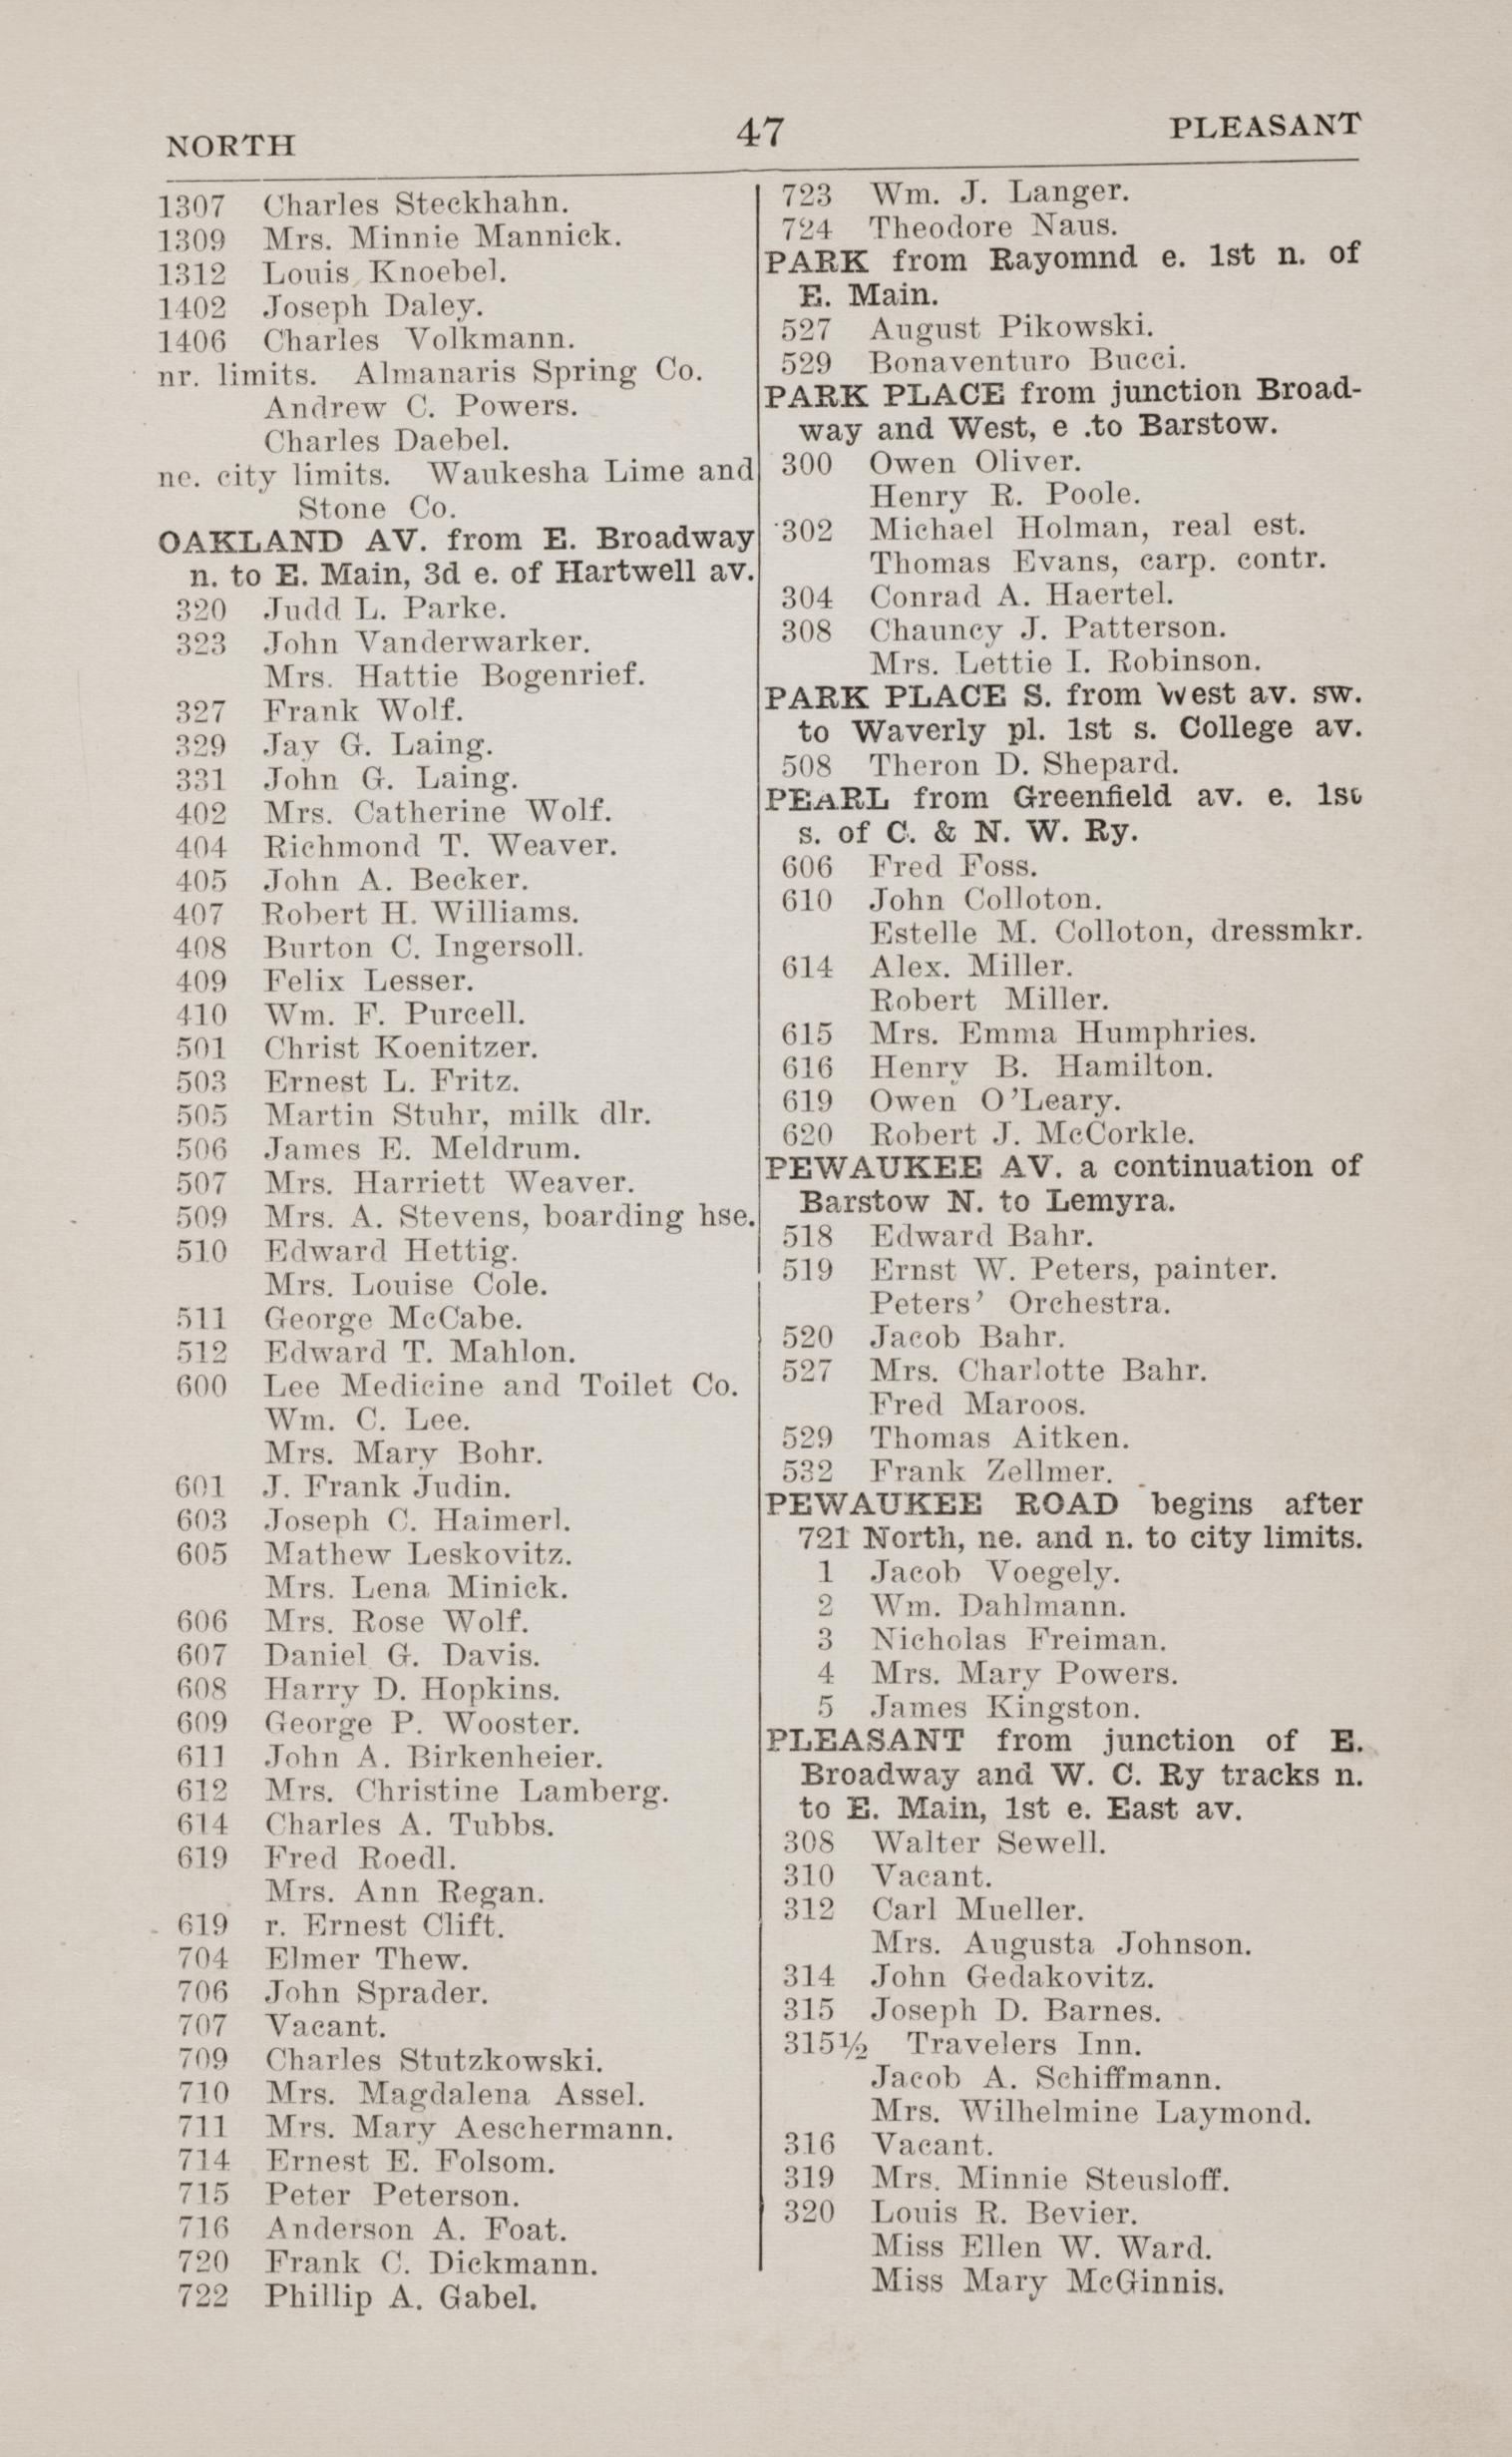 NORTH
47
PLEASANT
1307 Charles Steckhahn.
1309 Mrs. Minnie Mannick.
1312 Louis Knoebel.
1402 Joseph Daley.
1406 Charles Volkmann.
nr. limits. Almanaris Spring Co.
Andrew C. Powers.
Charles Daebel.
ne. city limits. Waukesha Lime and
Stone Co.
OAKLAND AV. from E. Broadway
n. to E. Main, 3d e. of Hartwell av.
320 Judd L. Parke.
323 John Vanderwarker.
Mrs. Hattie Bogenrief.
327 Frank Wolf.
329 Jay G. Laing.
331 John G. Laing.
402 Mrs. Catherine Wolf.
404 Richmond T. Weaver.
405 John A. Becker.
407 Robert H. Williams.
408 Burton C. Ingersoll.
409 Felix Lesser.
410 Wm. F. Purcell.
501 Christ Koenitzer.
503 Ernest L. Fritz.
505 Martin Stuhr, milk dlr.
506 James E. Meldrum.
507 Mrs. Harriett Weaver.
509 Mrs. A. Stevens, boarding hse.
510 Edward Hettig.
Mrs. Louise Cole.
511 George McCabe.
512 Edward T. Mahlon.
600 Lee Medicine and Toilet Co.
Wm. C. Lee.
Mrs. Mary Bohr.
601 J. Frank Judin.
603 Joseph C. Haimerl.
605 Mathew Leskovitz.
Mrs. Lena Minick.
606 Mrs. Rose Wolf.
607 Daniel G. Davis.
608 Harry D. Hopkins.
609 George P. Wooster.
611 John A. Birkenheier.
612 Mrs. Christine Lamberg.
614 Charles A. Tubbs.
619 Fred Roedl.
Mrs. Ann Regan.
619 r. Ernest Clift.
704 Elmer Thew.
706 John Sprader.
707 Vacant.
709 Charles Stutzkowski.
710 Mrs. Magdalena Assel.
711 Mrs. Mary Aeschermann.
714 Ernest E. Folsom.
715 Peter Peterson.
716 Anderson A. Foat.
720 Frank C. Dickmann.
722 Phillip A. Gabel.
723 Wm. J. Langer.
724 Theodore Naus.
PARK from Rayomnd e. 1st n. of
E. Main.
527 August Pikowski.
529 Bonaventuro Bucci.
PARK PLACE from junction Broad-
way and West, e .to Barstow.
300 Owen Oliver.
Henry R. Poole.
302 Michael Holman, real est.
Thomas Evans, carp. contr.
304 Conrad A. Haertel.
308 Chauncy J. Patterson.
Mrs. Lettie I. Robinson.
PARK PLACE S. from West av. sw.
to Waverly pl. 1st s. College av.
508 Theron D. Shepard.
PEARL from Greenfield av. e. 1st
s. of C. & N. W. Ry.
606 Fred Foss.
610 John Colloton.
Estelle M. Colloton, dressmkr.
614 Alex. Miller.
Robert Miller.
615 Mrs. Emma Humphries.
616 Henry B. Hamilton.
619 Owen O'Leary.
620 Robert J. McCorkle.
PEWAUKEE AV. a continuation of
Barstow N. to Lemyra.
518 Edward Bahr.
519 Ernst W. Peters, painter.
Peters' Orchestra.
520 Jacob Bahr.
527 Mrs. Charlotte Bahr.
Fred Maroos.
529 Thomas Aitken.
532 Frank Zellmer.
PEWAUKEE ROAD begins after
721 North, ne. and n. to city limits.
1 Jacob Voegely.
2 Wm. Dahlmann.
3 Nicholas Freiman.
4 Mrs. Mary Powers.
5 James Kingston.
PLEASANT from junction of E.
Broadway and W. C. Ry tracks n.
to E. Main, 1st e. East av.
308 Walter Sewell.
310 Vacant.
312 Carl Mueller.
Mrs. Augusta Johnson.
314 John Gedakovitz.
315 Joseph D. Barnes.
315½ Travelers Inn.
Jacob A. Schiffmann.
Mrs. Wilhelmine Laymond.
316 Vacant.
319 Mrs. Minnie Steusloff.
320 Louis R. Bevier.
Miss Ellen W. Ward.
Miss Mary McGinnis.